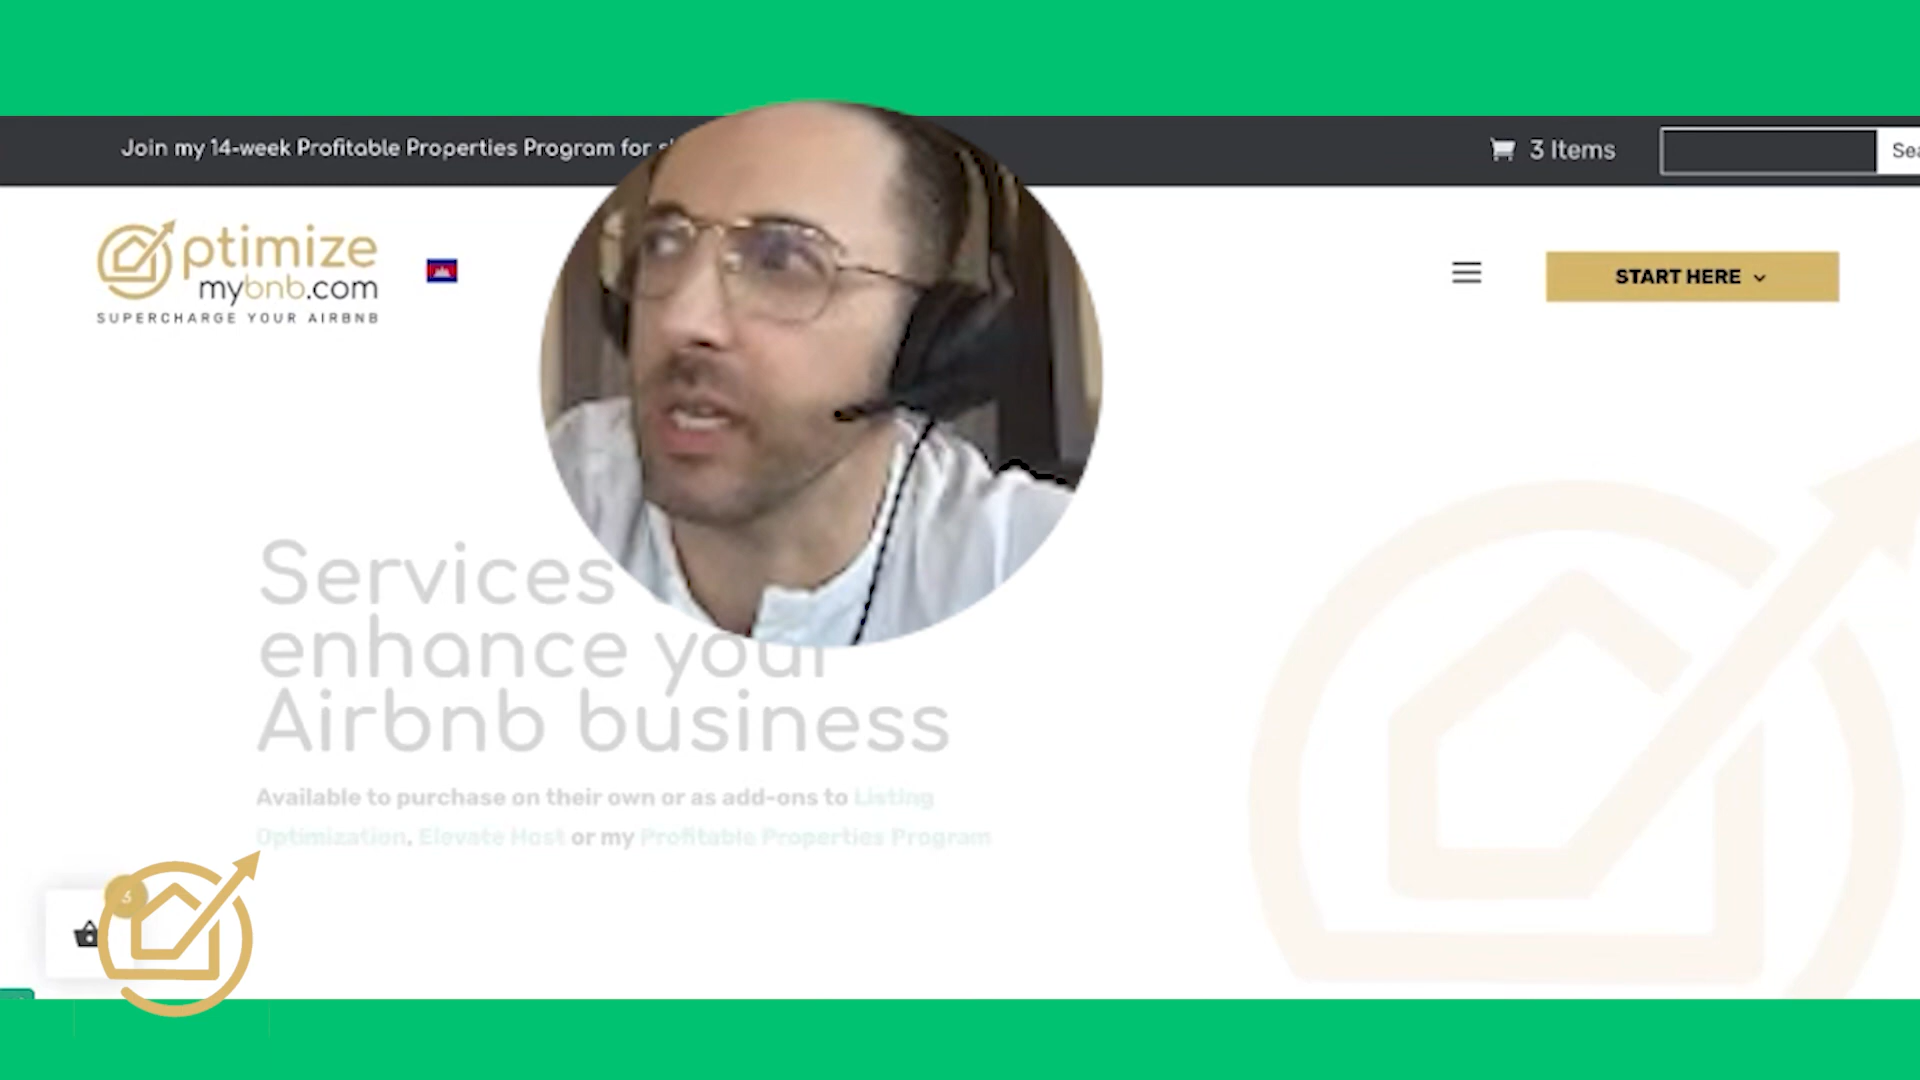 Join my 14-week Profitable Properties Program for
3 Items
ptimize
mybnb.com
SUPERCHARGE YOUR AIRBNB
START HERE
Services
enhance your
Airbnb business
Available to purchase on their own or as add-ons to Listing
Optimization, Elevate Host or my Profitable Properties Program